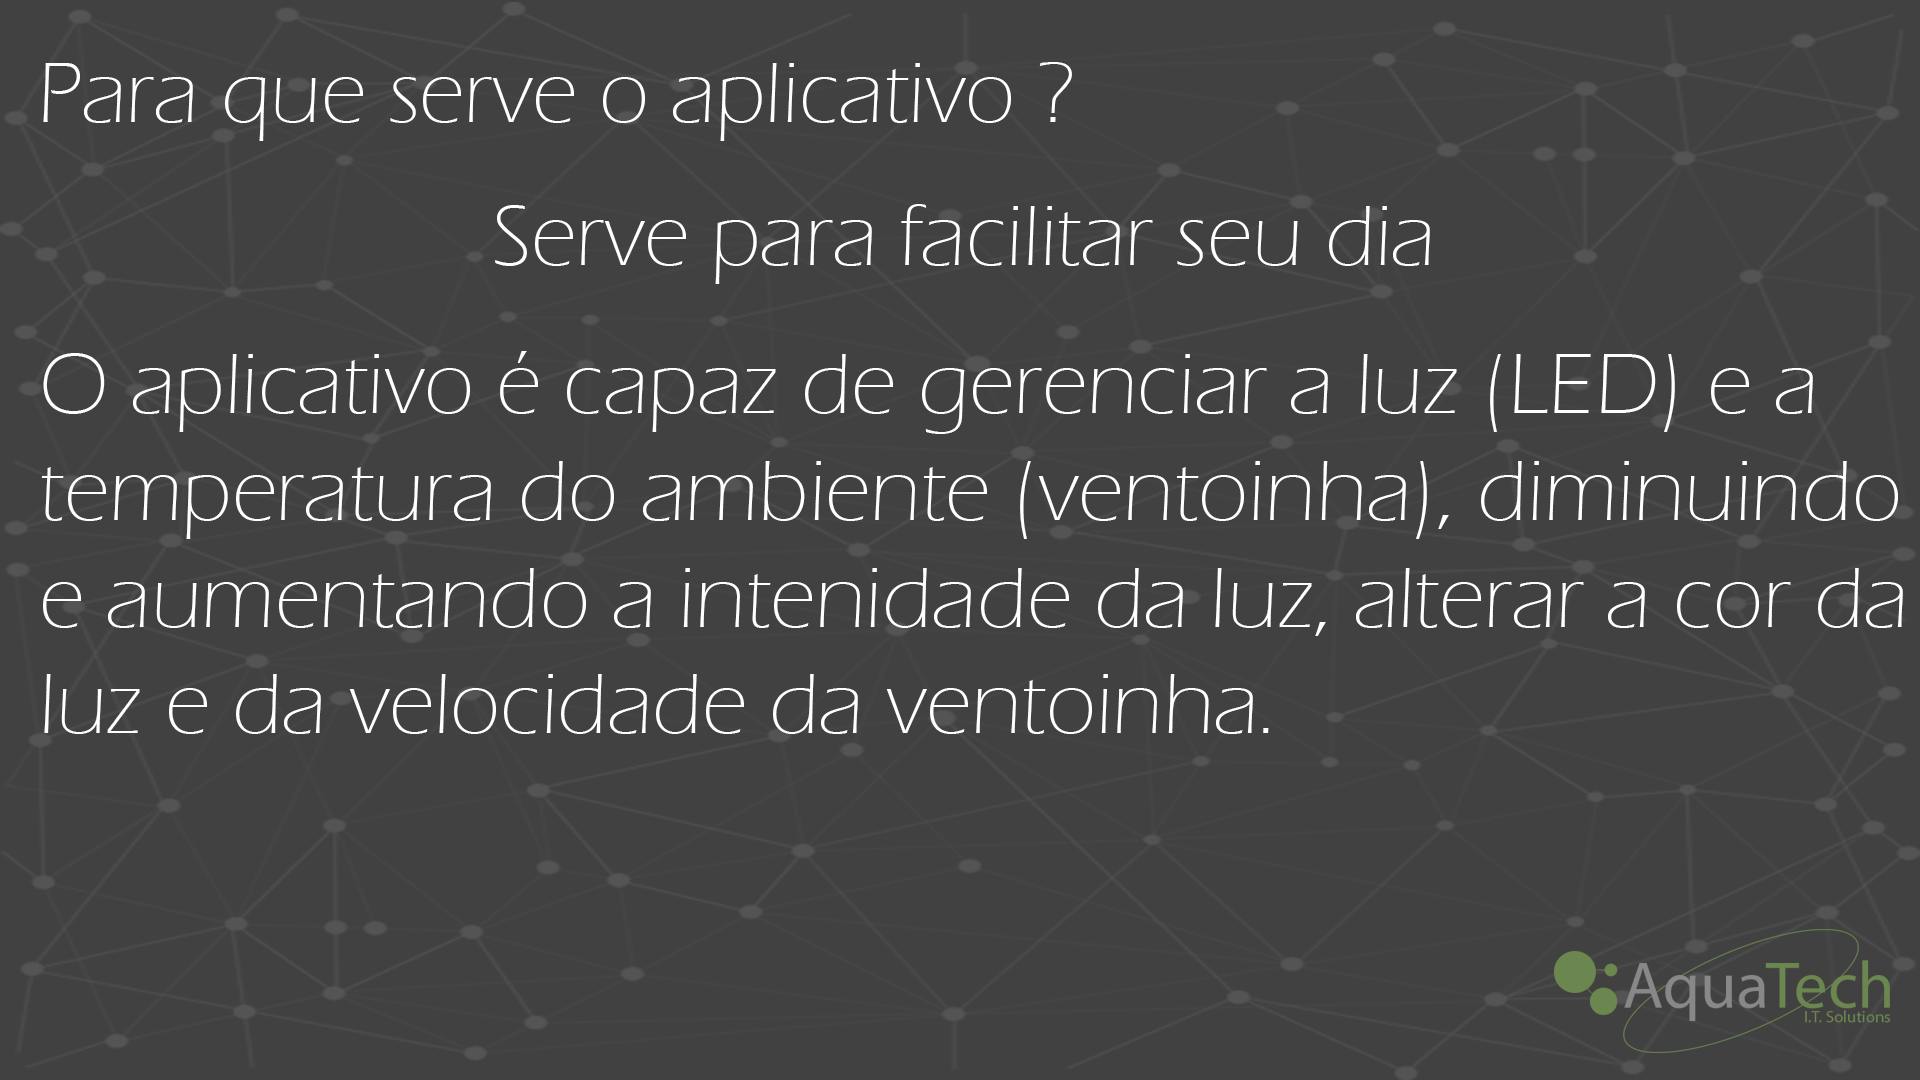 Para que serve o aplicativo ?
Serve para facilitar seu dia
O aplicativo é capaz de gerenciar a luz (LED) e a
temperatura do ambiente (ventoinha), diminuindo
e aumentando a intenidade da luz, alterar a cor da
luz e da velocidade da ventoinha.
AquaTech
I.T. Solutions